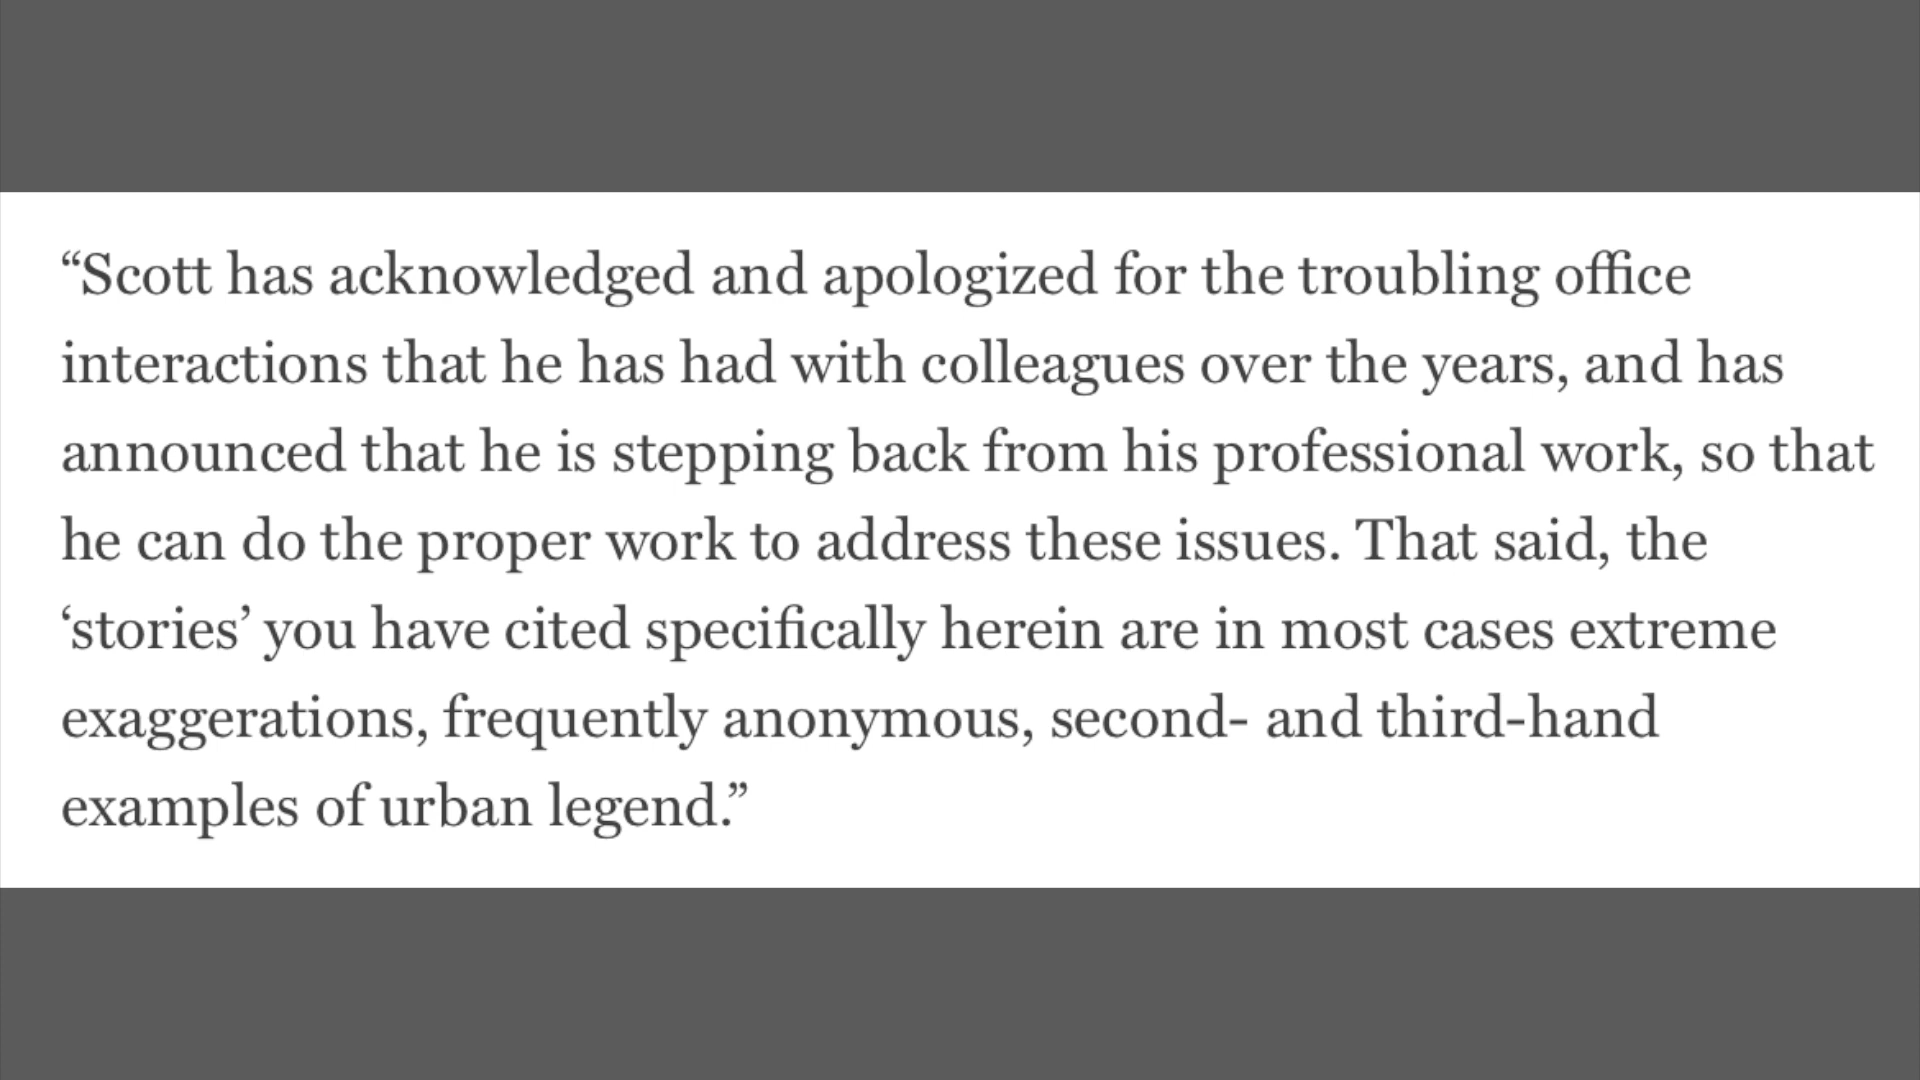 “Scott has acknowledged and apologized for the troubling office
interactions that he has had with colleagues over the years, and has
announced that he is stepping back from his professional work, so that
he can do the proper work to address these issues. That said, the
‘stories’ you have cited specifically herein are in most cases extreme
exaggerations, frequently anonymous, second- and third-hand
examples of urban legend.”